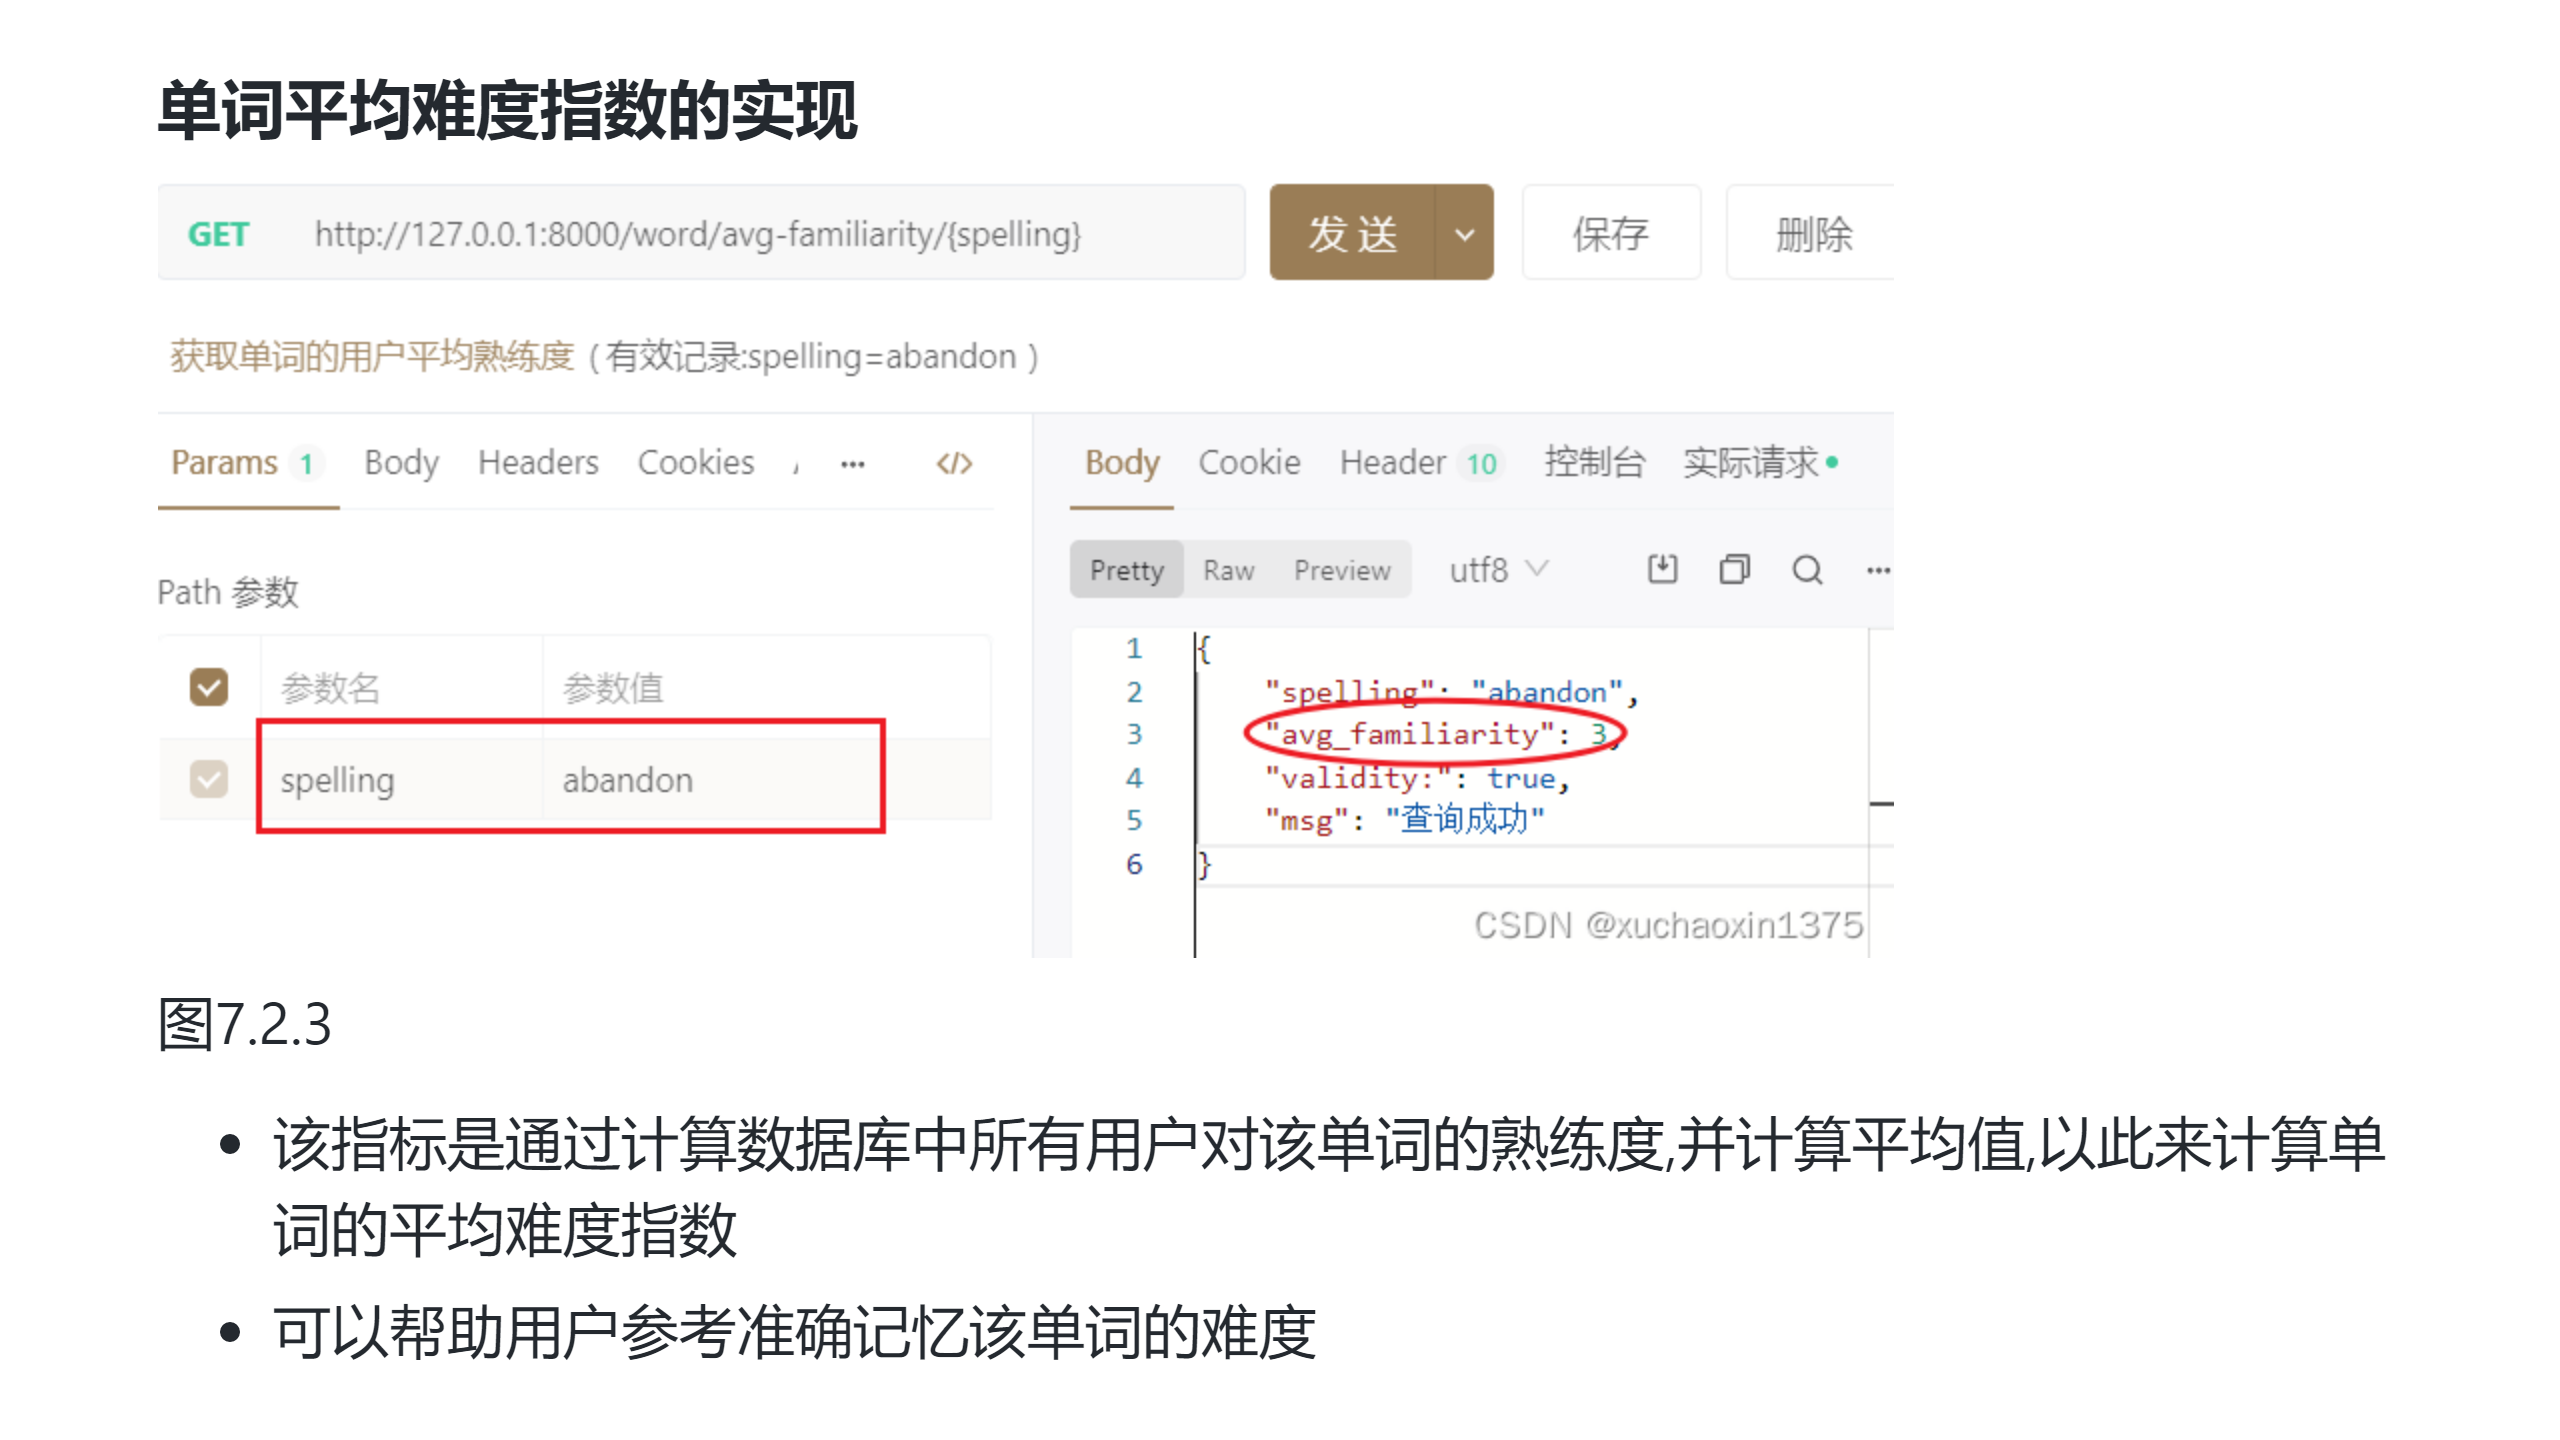 单词平均难度指数的实现
GET http://127.0.0.1:8000/word/avg-familiarity/{spelling} 发 送 保存 删除
获取单词的用户平均熟练度 ( 有效记录:spelling=abandon )
Params 1 Body Headers Cookies ··· </>
Body Cookie Header 10 控制台 实际请求
Pretty Raw Preview utf8 ···
Path 参数
参数名 参数值
spelling abandon
1 {
2 "spelling": "abandon",
3 "avg_familiarity": 3,
4 "validity:": true,
5 "msg": "查询成功"
6 }
CSDN @xuchaoxin1375
图7.2.3
• 该指标是通过计算数据库中所有用户对该单词的熟练度,并计算平均值,以此来计算单
词的平均难度指数
• 可以帮助用户参考准确记忆该单词的难度